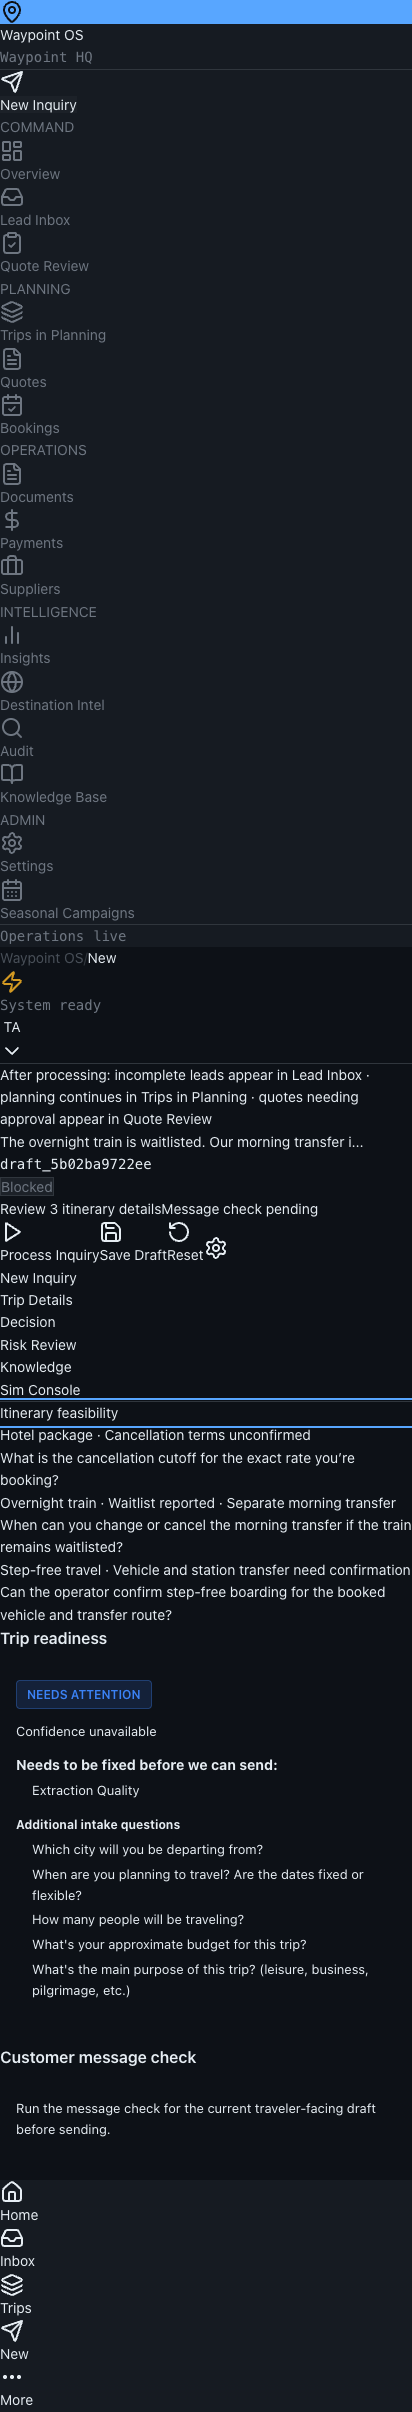 Waypoint OS
Waypoint HQ
New Inquiry
COMMAND
Overview
Lead Inbox
Quote Review
PLANNING
Trips in Planning
Quotes
Bookings
OPERATIONS
Documents
Payments
Suppliers
INTELLIGENCE
Insights
Destination Intel
Audit
Knowledge Base
ADMIN
Settings
Seasonal Campaigns
Operations live
Waypoint OS/New
System ready
TA
After processing: incomplete leads appear in Lead Inbox ·
planning continues in Trips in Planning · quotes needing
approval appear in Quote Review
The overnight train is waitlisted. Our morning transfer i...
draft_5b02ba9722ee
Blocked
Review 3 itinerary detailsMessage check pending
Process InquirySave DraftReset
New Inquiry
Trip Details
Decision
Risk Review
Knowledge
Sim Console
Itinerary feasibility
Hotel package · Cancellation terms unconfirmed
What is the cancellation cutoff for the exact rate you're
booking?
Overnight train · Waitlist reported · Separate morning transfer
When can you change or cancel the morning transfer if the train
remains waitlisted?
Step-free travel · Vehicle and station transfer need confirmation
Can the operator confirm step-free boarding for the booked
vehicle and transfer route?
Trip readiness
NEEDS ATTENTION
Confidence unavailable
Needs to be fixed before we can send:
Extraction Quality
Additional intake questions
Which city will you be departing from?
When are you planning to travel? Are the dates fixed or
flexible?
How many people will be traveling?
What's your approximate budget for this trip?
What's the main purpose of this trip? (leisure, business,
pilgrimage, etc.)
Customer message check
Run the message check for the current traveler-facing draft
before sending.
Home
Inbox
Trips
New
More